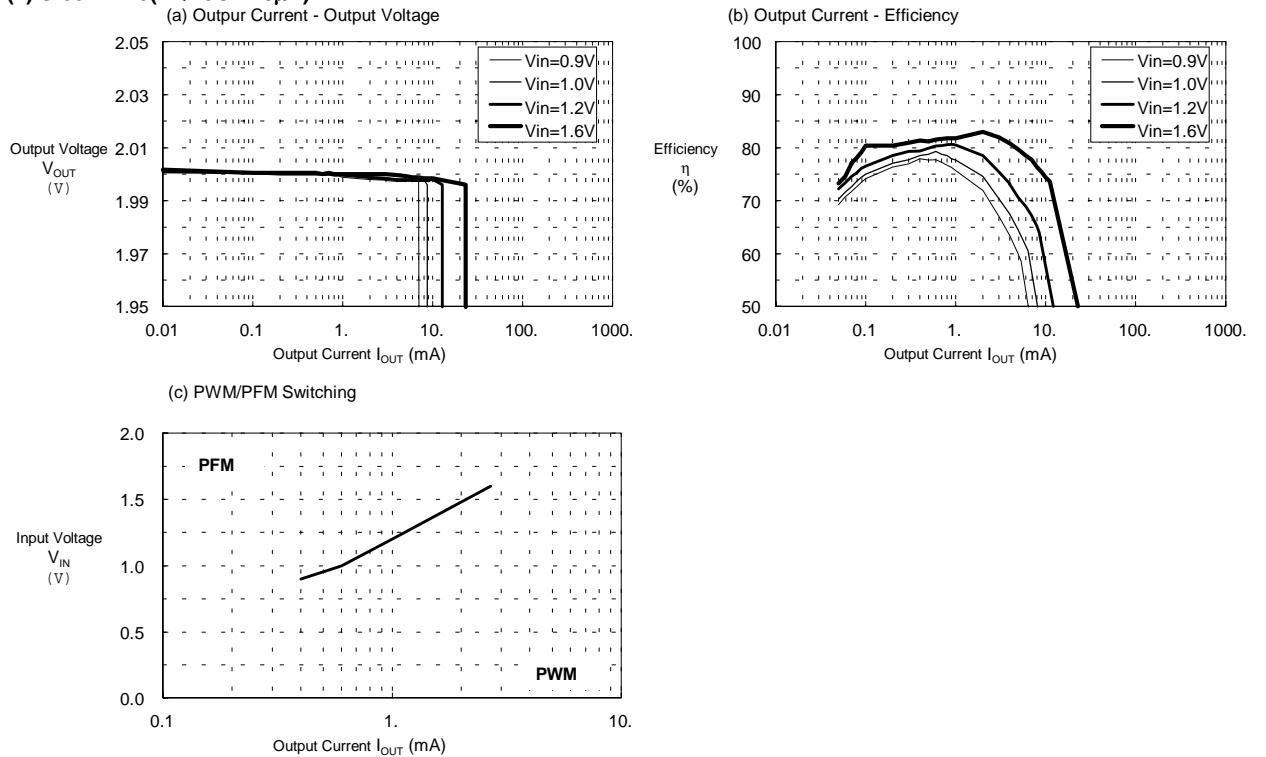 (a) Outpur Current - Output Voltage
2.05
2.03
2.01
1.99
1.97
1.95
Output Voltage
VOUT
(V)
Vin=0.9V
Vin=1.0V
Vin=1.2V
Vin=1.6V
0.01
0.1
1.
10.
100.
1000.
Output Current IOUT (mA)
(b) Output Current - Efficiency
100
90
80
70
60
50
Efficiency
η
(%)
Vin=0.9V
Vin=1.0V
Vin=1.2V
Vin=1.6V
0.01
0.1
1.
10.
100.
1000.
Output Current IOUT (mA)
(c) PWM/PFM Switching
2.0
1.5
1.0
0.5
0.0
Input Voltage
VIN
(V)
PFM
PWM
0.1
1.
10.
Output Current IOUT (mA)